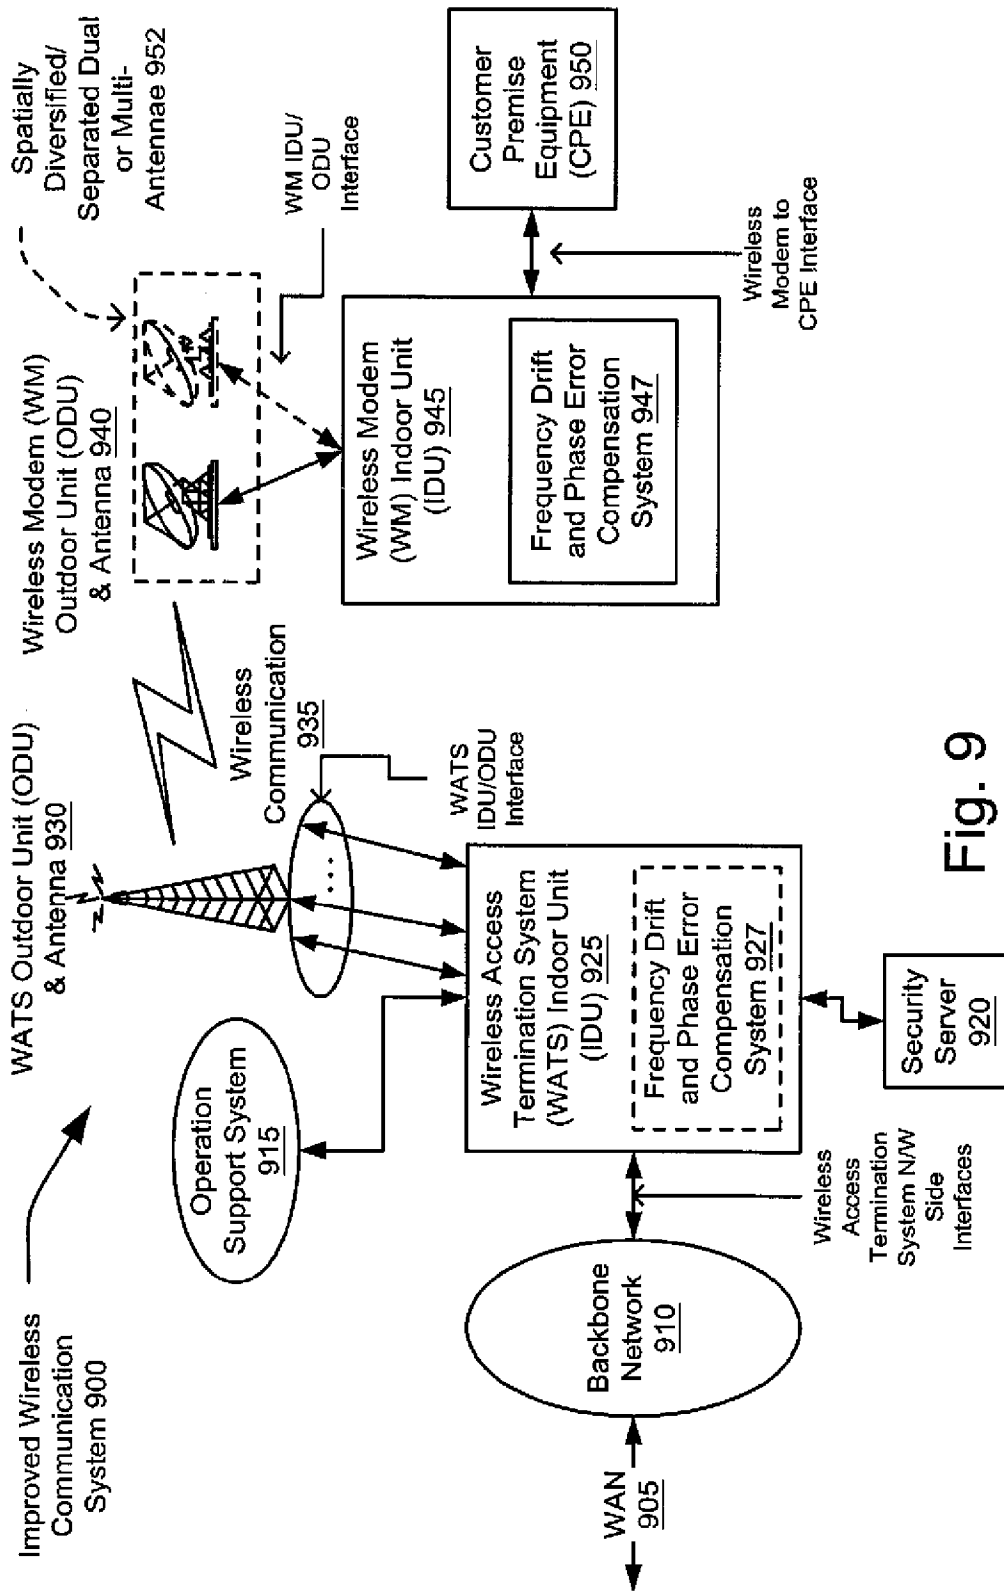 Improved Wireless
Communication
System 900
WATS Outdoor Unit (ODU)
& Antenna 930
Wireless Modem (WM)
Outdoor Unit (ODU)
& Antenna 940
Spatially
Diversified/
Separated Dual
or Multi-
Antennae 952
Operation
Support System
915
Wireless
Communication
935
WATS
IDU/ODU
Interface
WM IDU/
ODU
Interface
WAN
905
Backbone
Network
910
Wireless
Access
Termination
System N/W
Side
Interfaces
Wireless Access
Termination System
(WATS) Indoor Unit
(IDU) 925
Frequency Drift
and Phase Error
Compensation
System 927
Security
Server
920
Wireless Modem
(WM) Indoor Unit
(IDU) 945
Frequency Drift
and Phase Error
Compensation
System 947
Wireless
Modem to
CPE Interface
Customer
Premise
Equipment
(CPE) 950
Fig. 9